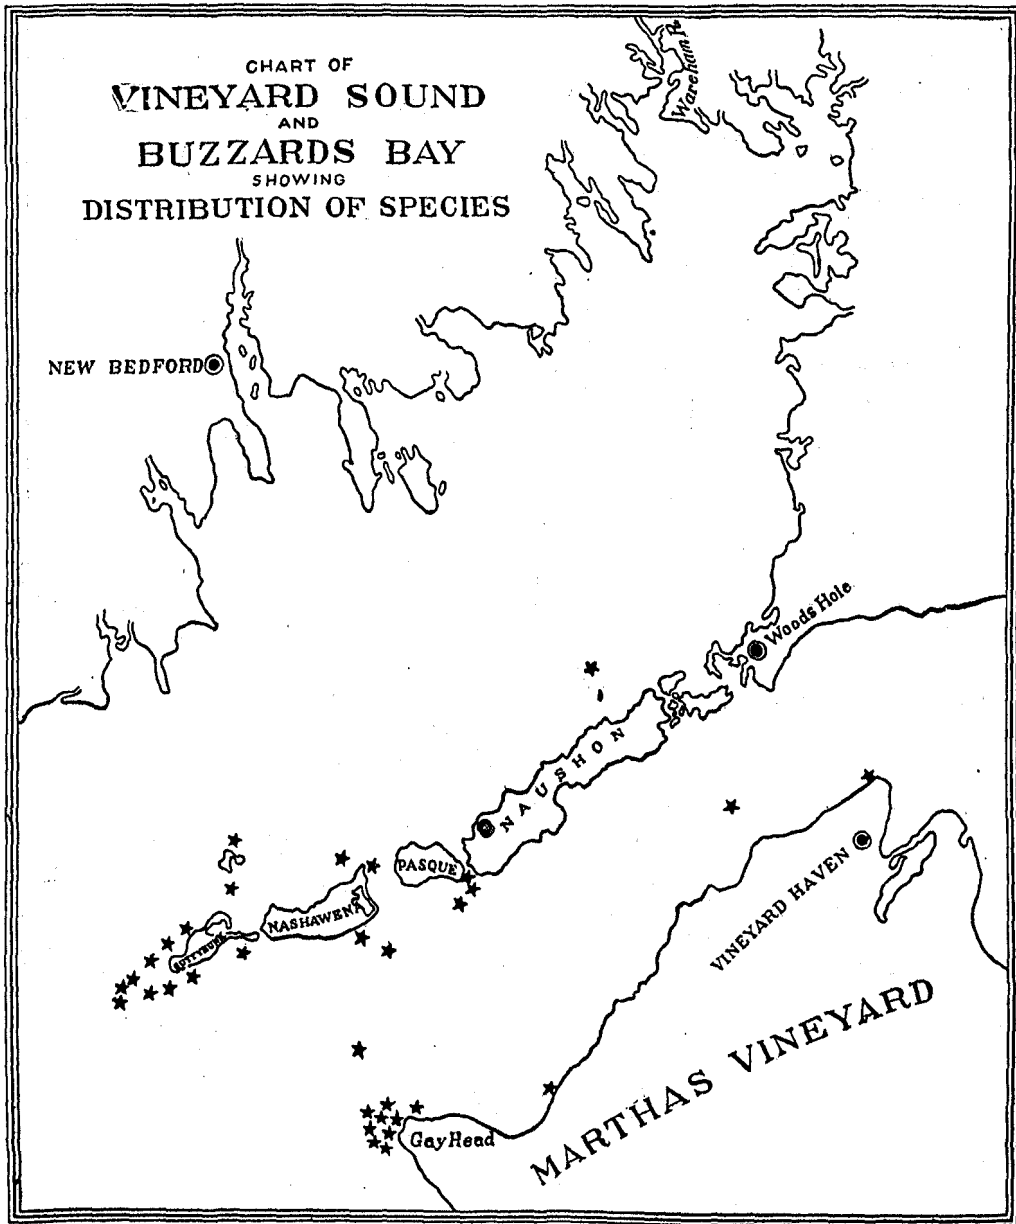 CHART OF
VINEYARD SOUND
AND
BUZZARDS BAY
SHOWING
DISTRIBUTION OF SPECIES
Wareham R.
NEW BEDFORD
Woods Hole
NAUSHON
PASQUE
NASHAWENA
CUTTYHUNK
VINEYARD HAVEN
MARTHAS VINEYARD
Gay Head